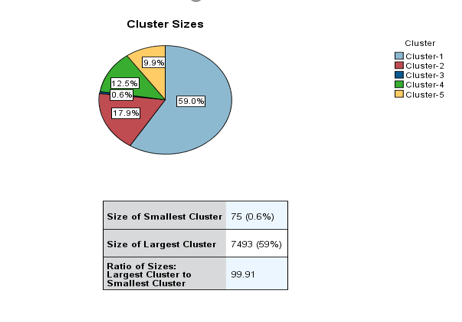 Cluster Sizes
Cluster
Cluster-1
Cluster-2
Cluster-3
Cluster-4
Cluster-5
9.9%
12.5%
0.6%
59.0%
17.9%
Size of Smallest Cluster 75 (0.6%)
Size of Largest Cluster 7493 (59%)
Ratio of Sizes:
Largest Cluster to
Smallest Cluster 99.91